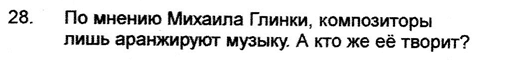 28. По мнению Михаила Глинки, композиторы
лишь аранжируют музыку. А кто же её творит?